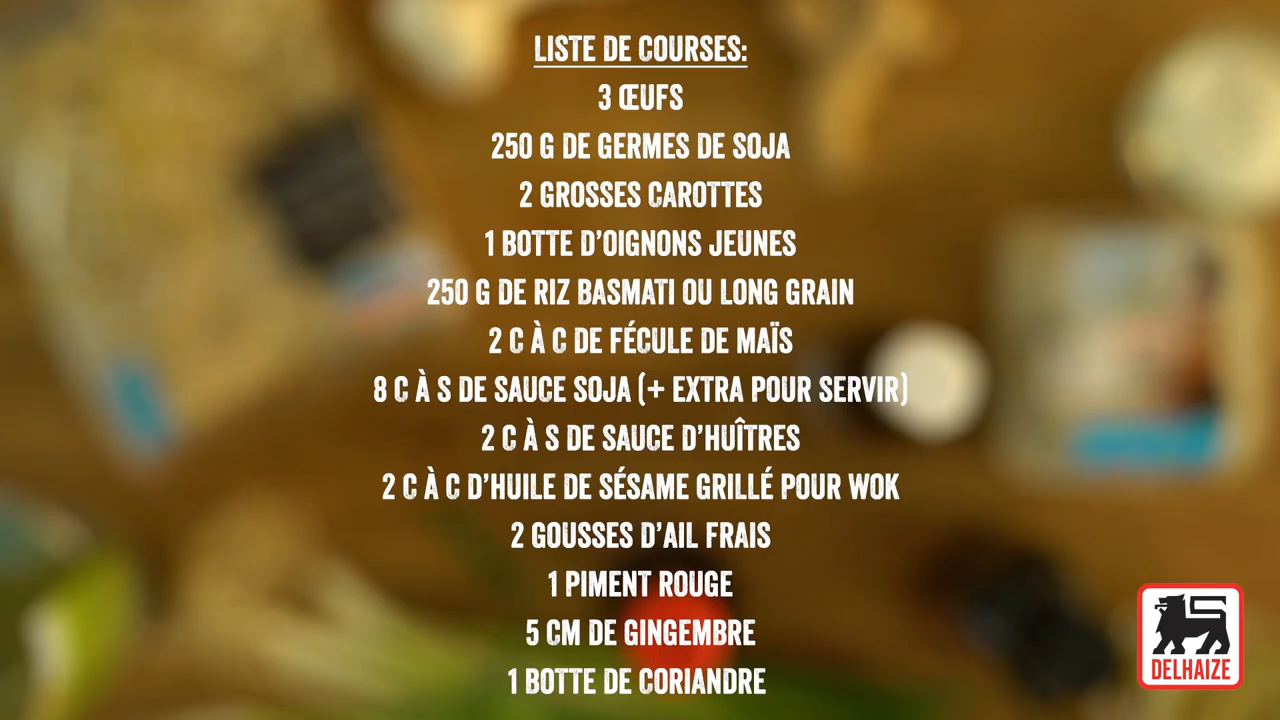 LISTE DE COURSES:
3 ŒUFS
250 G DE GERMES DE SOJA
2 GROSSES CAROTTES
1 BOTTE D'OIGNONS JEUNES
250 G DE RIZ BASMATI OU LONG GRAIN
2 C À C DE FÉCULE DE MAÏS
8 C À S DE SAUCE SOJA (+ EXTRA POUR SERVIR)
2 C À S DE SAUCE D'HUÎTRES
2 C À C D'HUILE DE SÉSAME GRILLÉ POUR WOK
2 GOUSSES D'AIL FRAIS
1 PIMENT ROUGE
5 CM DE GINGEMBRE
1 BOTTE DE CORIANDRE
DELHAIZE